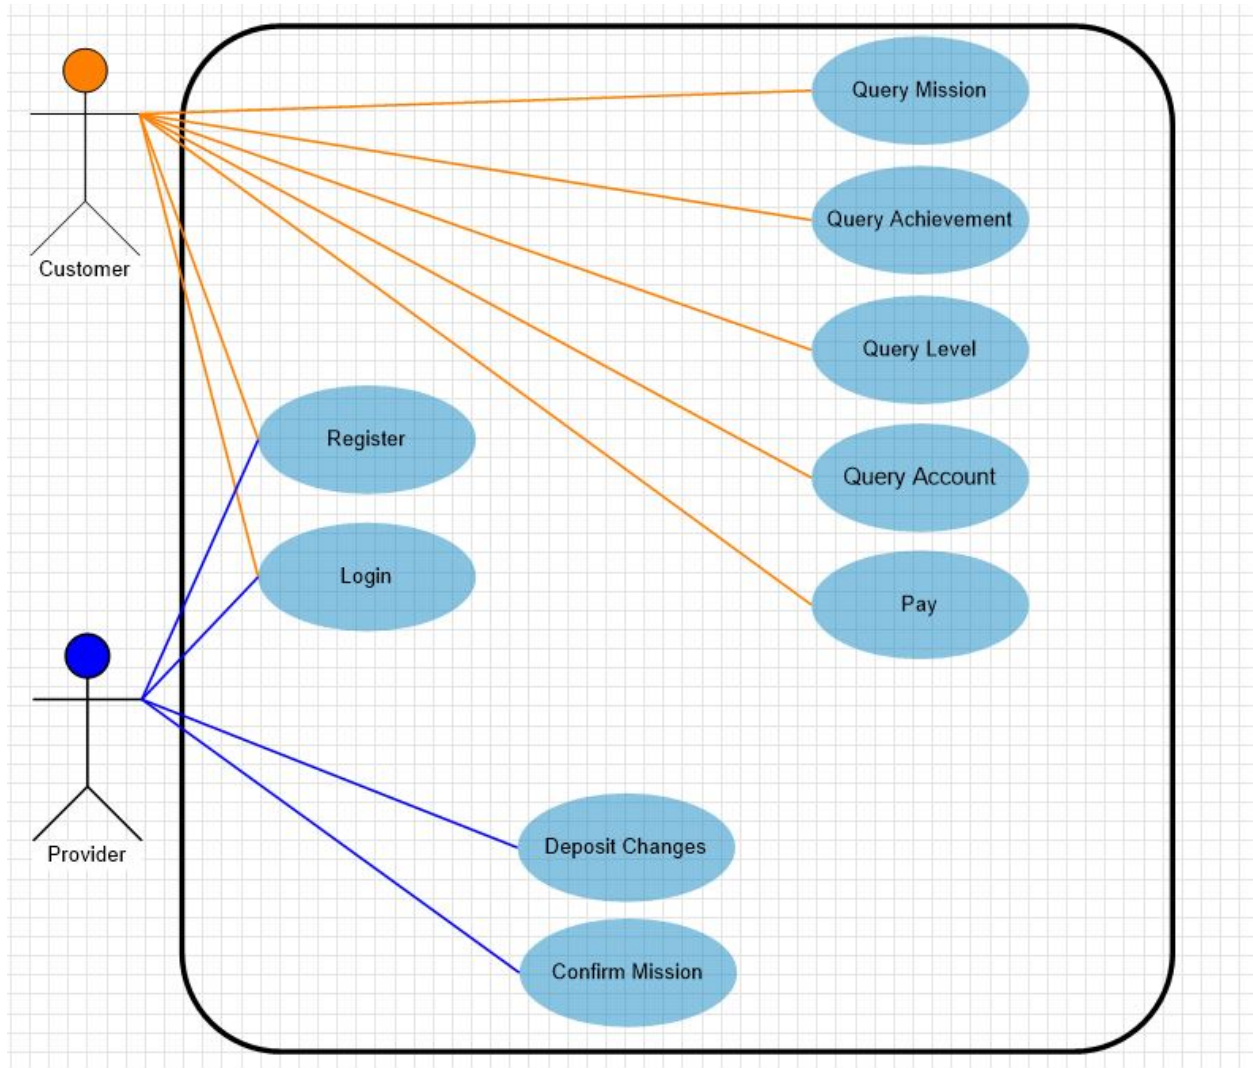 Query Mission
Query Achievement
Customer
Query Level
Register
Query Account
Login
Pay
Provider
Deposit Changes
Confirm Mission